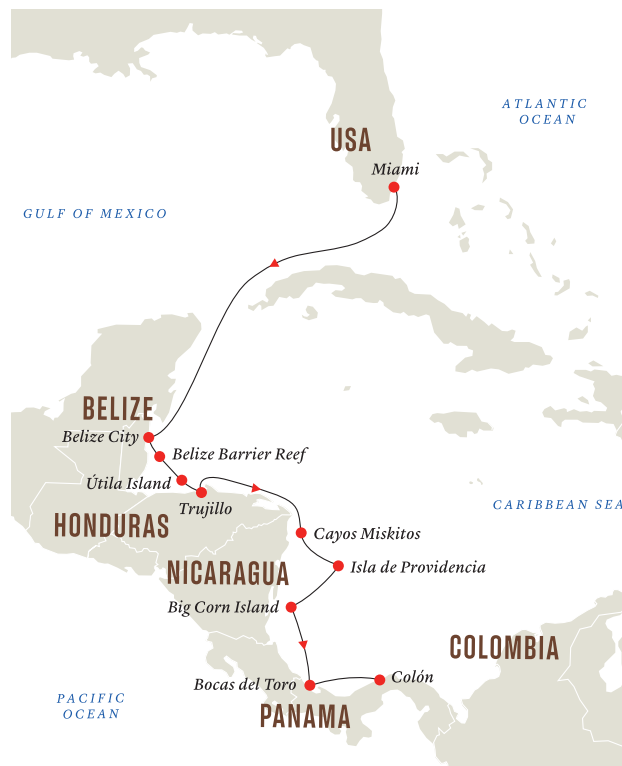 ATLANTIC
OCEAN
USA
Miami
GULF OF MEXICO
BELIZE
Belize City
Belize Barrier Reef
Útila Island
Trujillo
CARIBBEAN SEA
HONDURAS
Cayos Miskitos
NICARAGUA
Isla de Providencia
Big Corn Island
COLOMBIA
Bocas del Toro
Colón
PACIFIC
OCEAN
PANAMA